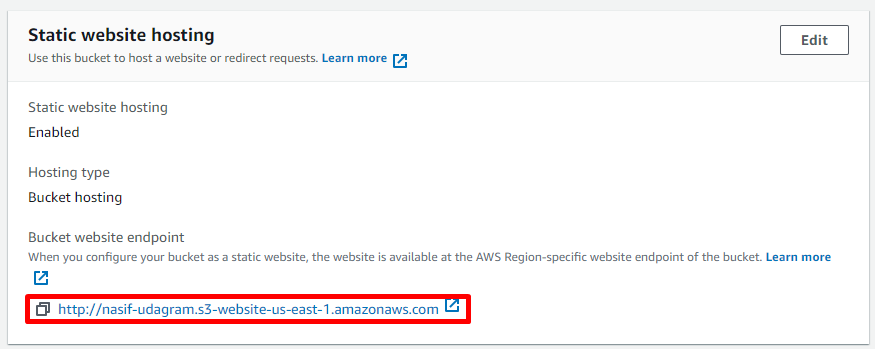 Static website hosting
Edit
Use this bucket to host a website or redirect requests. Learn more
Static website hosting
Enabled
Hosting type
Bucket hosting
Bucket website endpoint
When you configure your bucket as a static website, the website is available at the AWS Region-specific website endpoint of the bucket. Learn more
http://nasif-udagram.s3-website-us-east-1.amazonaws.com